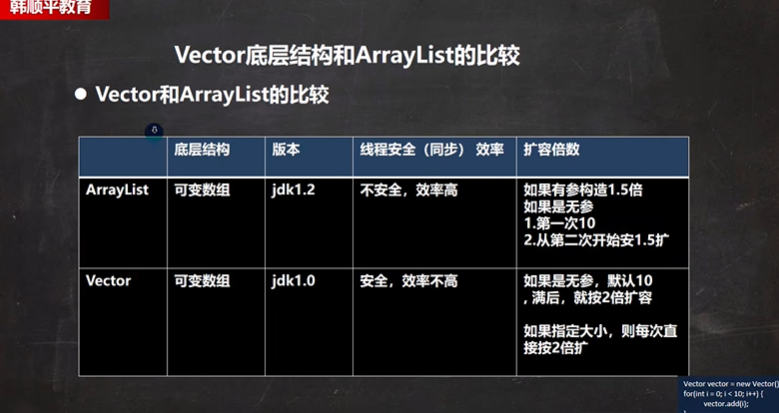 韩顺平教育
Vector底层结构和ArrayList的比较
● Vector和ArrayList的比较
底层结构 版本 线程安全（同步） 效率 扩容倍数
ArrayList 可变数组 jdk1.2 不安全，效率高 如果有参构造1.5倍
如果是无参
1.第一次10
2.从第二次开始安1.5扩
Vector 可变数组 jdk1.0 安全，效率不高 如果是无参，默认10
，满后，就按2倍扩容
如果指定大小，则每次直
接按2倍扩
Vector vector = new Vector()
for(int i = 0; i < 10; i++) {
vector.add(i);